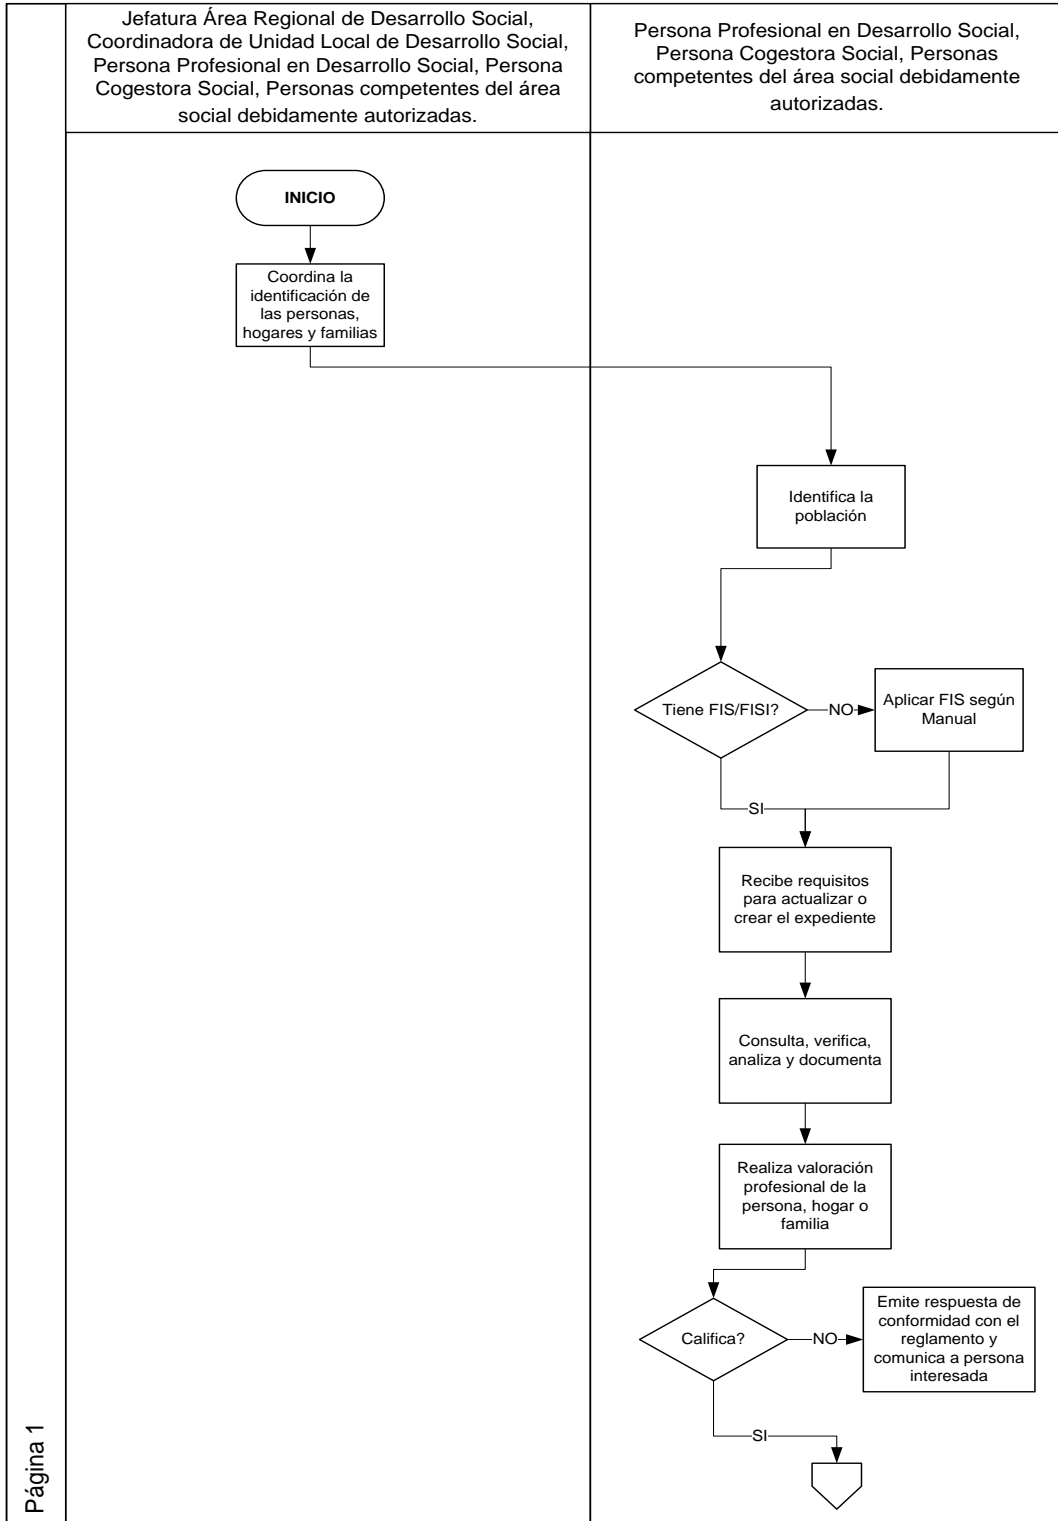 Jefatura Área Regional de Desarrollo Social,
Coordinadora de Unidad Local de Desarrollo Social,
Persona Profesional en Desarrollo Social, Persona
Cogestora Social, Personas competentes del área
social debidamente autorizadas.
Persona Profesional en Desarrollo Social,
Persona Cogestora Social, Personas
competentes del área social debidamente
autorizadas.
INICIO
Coordina la
identificación de
las personas,
hogares y familias
Identifica la
población
Tiene FIS/FISI?
NO
Aplicar FIS según
Manual
SI
Recibe requisitos
para actualizar o
crear el expediente
Consulta, verifica,
analiza y documenta
Realiza valoración
profesional de la
persona, hogar o
familia
Califica?
NO
Emite respuesta de
conformidad con el
reglamento y
comunica a persona
interesada
SI
Página 1